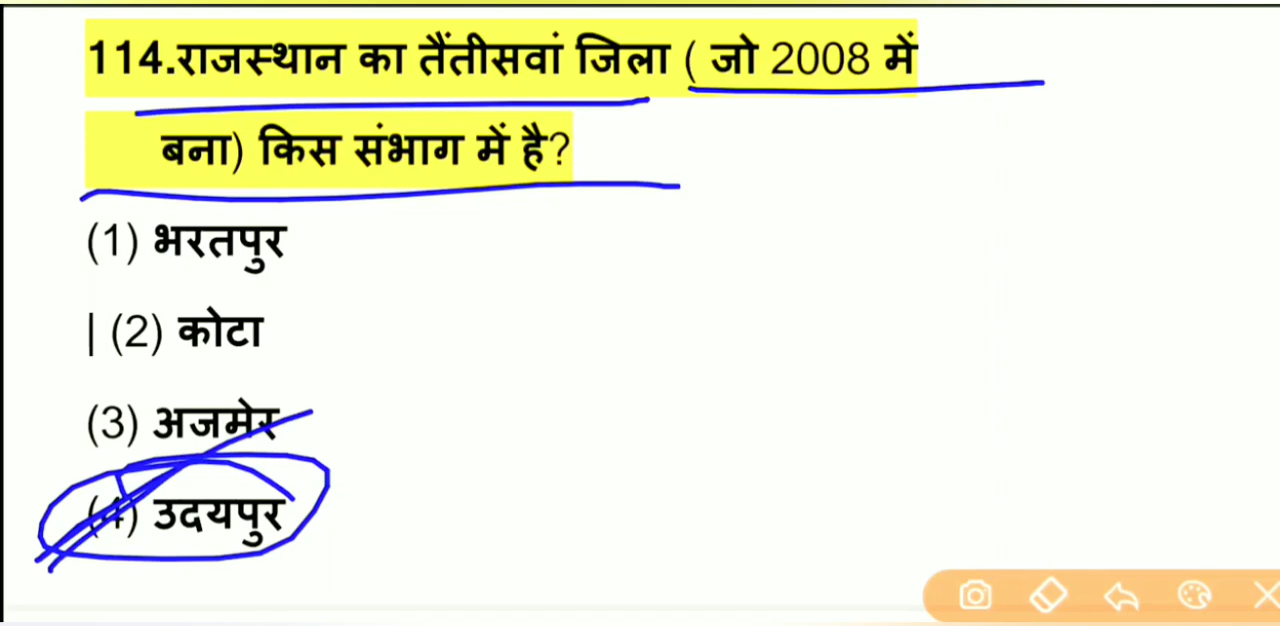 114.राजस्थान का तैंतीसवां जिला ( जो 2008 में
बना) किस संभाग में है?
(1) भरतपुर
| (2) कोटा
(3) अजमेर
(4) उदयपुर